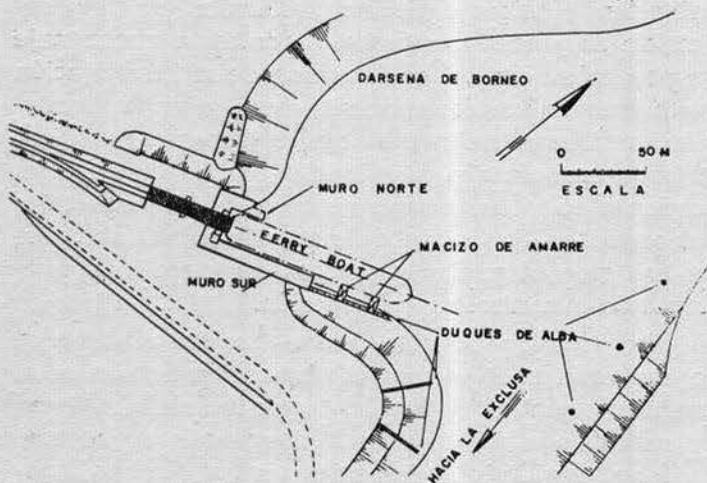 DARSENA DE BORNEO
0 50 M
ESCALA
MURO NORTE
FERRY BOAT
MACIZO DE AMARRE
MURO SUR
DUQUES DE ALBA
HACIA LA EXCLUSA